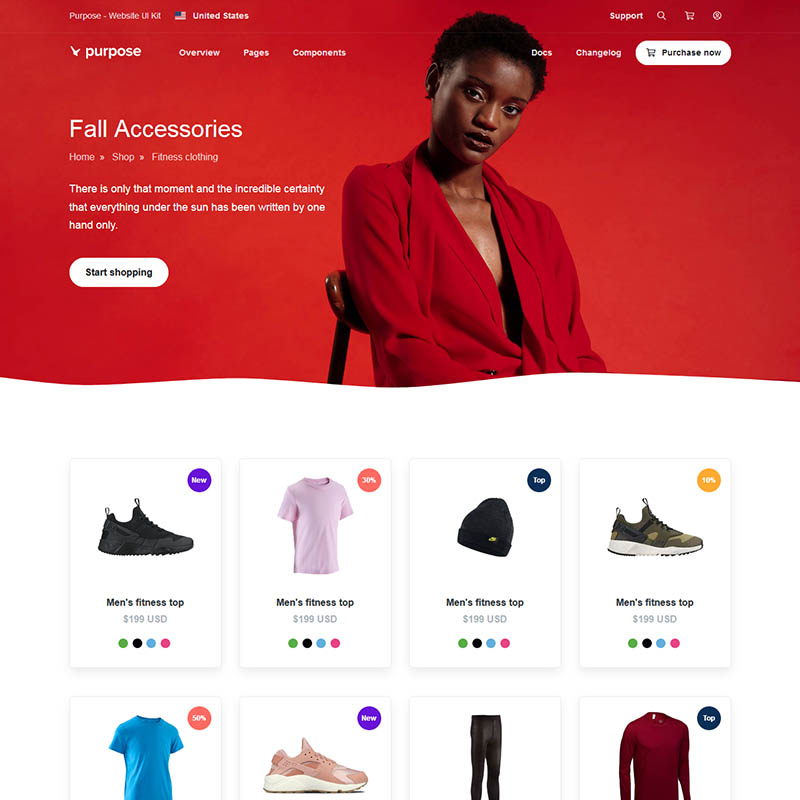 Purpose - Website UI Kit United States Support
purpose Overview Pages Components Docs Changelog Purchase now
Fall Accessories
Home » Shop » Fitness clothing
There is only that moment and the incredible certainty
that everything under the sun has been written by one
hand only.
Start shopping
New 30% Top 10%
Men's fitness top Men's fitness top Men's fitness top Men's fitness top
$199 USD $199 USD $199 USD $199 USD
50% New Top